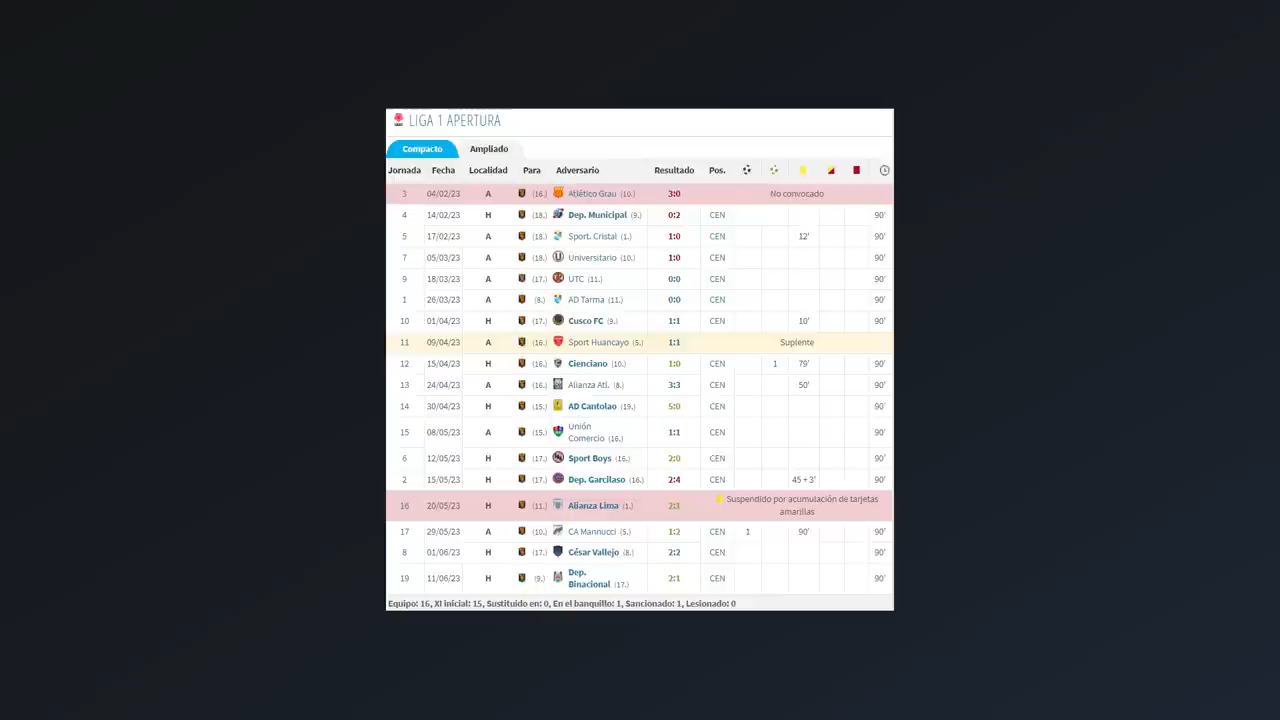 LIGA 1 APERTURA
Compacto Ampliado
Jornada Fecha Localidad Para Adversario Resultado Pos.
3 04/02/23 A (16.) Atlético Grau (10.) 3:0 No convocado
4 14/02/23 H (18.) Dep. Municipal (9.) 0:2 CEN 90'
5 17/02/23 A (18.) Sport. Cristal (1.) 1:0 CEN 12' 90'
7 05/03/23 A (18.) Universitario (10.) 1:0 CEN 90'
9 18/03/23 A (17.) UTC (11.) 0:0 CEN 90'
1 26/03/23 A (8.) AD Tarma (11.) 0:0 CEN 90'
10 01/04/23 H (17.) Cusco FC (9.) 1:1 CEN 10' 90'
11 09/04/23 A (16.) Sport Huancayo (5.) 1:1 Suplente
12 15/04/23 H (16.) Cienciano (10.) 1:0 CEN 1 79' 90'
13 24/04/23 A (16.) Alianza Atl. (8.) 3:3 CEN 50' 90'
14 30/04/23 H (15.) AD Cantolao (19.) 5:0 CEN 90'
15 08/05/23 A (15.) Unión
Comercio (16.) 1:1 CEN 90'
6 12/05/23 H (17.) Sport Boys (16.) 2:0 CEN 90'
2 15/05/23 H (17.) Dep. Garcilaso (16.) 2:4 CEN 45 + 3' 90'
16 20/05/23 H (11.) Alianza Lima (1.) 2:1 Suspendido por acumulación de tarjetas
amarillas
17 29/05/23 A (10.) CA Mannucci (5.) 1:2 CEN 1 90' 90'
8 01/06/23 H (17.) César Vallejo (8.) 2:2 CEN 90'
19 11/06/23 H (9.) Dep.
Binacional (17.) 2:1 CEN 90'
Equipo: 16, XI inicial: 15, Sustituido en: 0, En el banquillo: 1, Sancionado: 1, Lesionado: 0